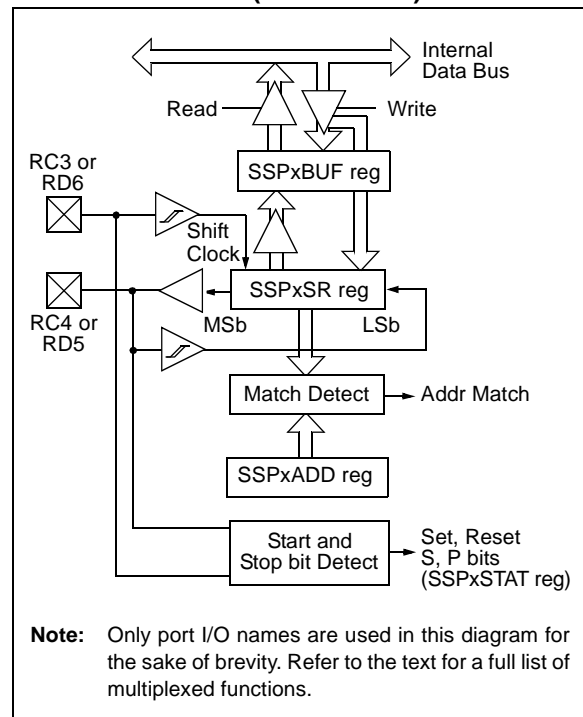 Internal
Data Bus
Read
Write
SSPxBUF reg
RC3 or
RD6
Shift
Clock
SSPxSR reg
MSb
LSb
RC4 or
RD5
Match Detect
Addr Match
SSPxADD reg
Start and
Stop bit Detect
Set, Reset
S, P bits
(SSPxSTAT reg)
Note: Only port I/O names are used in this diagram for
the sake of brevity. Refer to the text for a full list of
multiplexed functions.